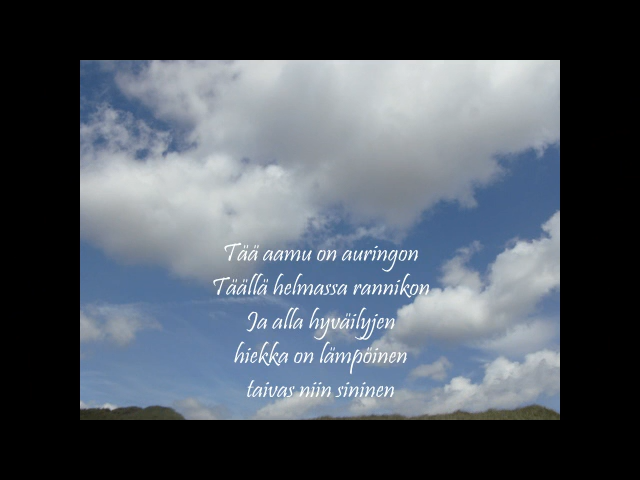 Tää aamu on auringon
Täällä helmassa rannikon
Ja alla hyväilyjen
hiekka on lämpöinen
taivas niin sininen